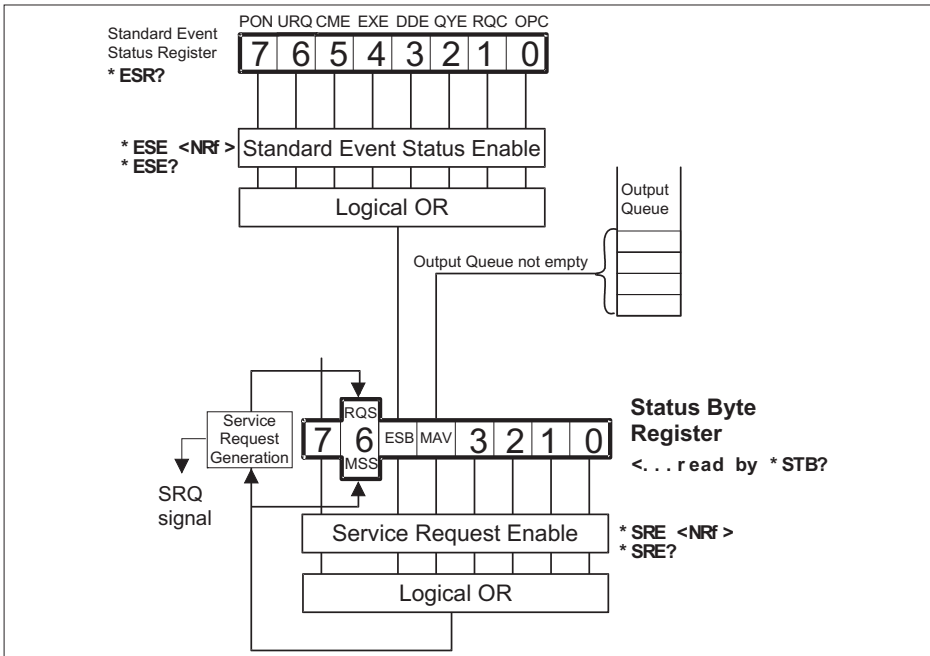 PON URQ CME EXE DDE QYE RQC OPC
Standard Event
Status Register
* ESR?
7 6 5 4 3 2 1 0
* ESE <NRf>
* ESE?
Standard Event Status Enable
Logical OR
Output
Queue
Output Queue not empty
Service
Request
Generation
SRQ
signal
RQS
7 6 ESB MAV 3 2 1 0
MSS
Status Byte
Register
<...read by *STB?
Service Request Enable
* SRE <NRf>
* SRE?
Logical OR